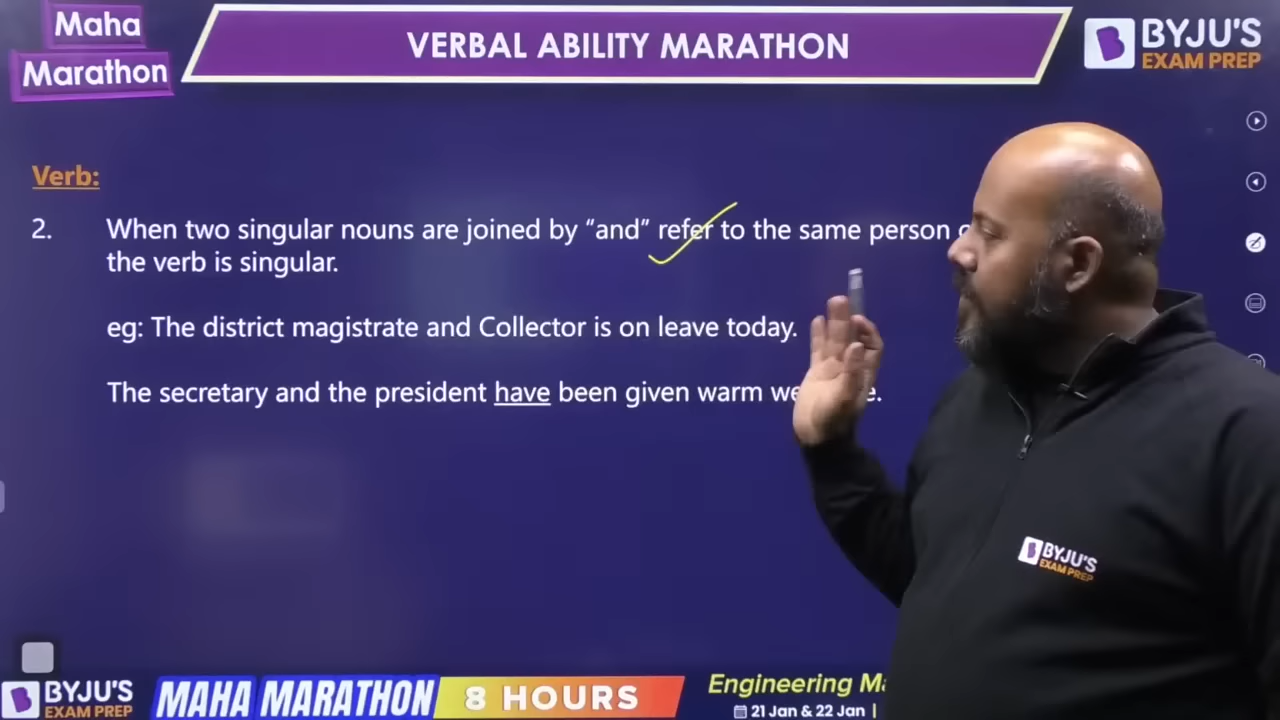 Maha
Marathon
VERBAL ABILITY MARATHON
BYJU'S
EXAM PREP
Verb:
2. When two singular nouns are joined by “and” refer to the same person
the verb is singular.
eg: The district magistrate and Collector is on leave today.
The secretary and the president have been given warm
BYJU'S
EXAM PREP
BYJU'S
EXAM PREP
MAHA MARATHON
8 HOURS
Engineering
21 Jan & 22 Jan |